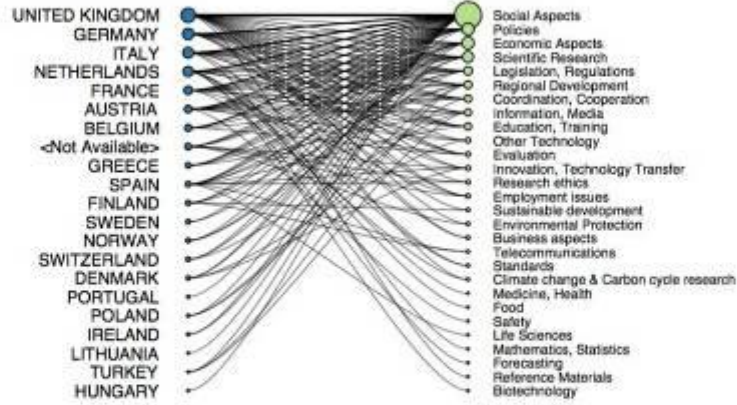 UNITED KINGDOM
GERMANY
ITALY
NETHERLANDS
FRANCE
AUSTRIA
BELGIUM
<Not Available>
GREECE
SPAIN
FINLAND
SWEDEN
NORWAY
SWITZERLAND
DENMARK
PORTUGAL
POLAND
IRELAND
LITHUANIA
TURKEY
HUNGARY
Social Aspects
Policies
Economic Aspects
Scientific Research
Legislation, Regulations
Regional Development
Coordination, Cooperation
Information, Media
Education, Training
Other Technology
Evaluation
Innovation, Technology Transfer
Research ethics
Employment issues
Sustainable development
Environmental Protection
Business aspects
Telecommunications
Standards
Climate change & Carbon cycle research
Medicine, Health
Food
Safety
Life Sciences
Mathematics, Statistics
Forecasting
Reference Materials
Biotechnology